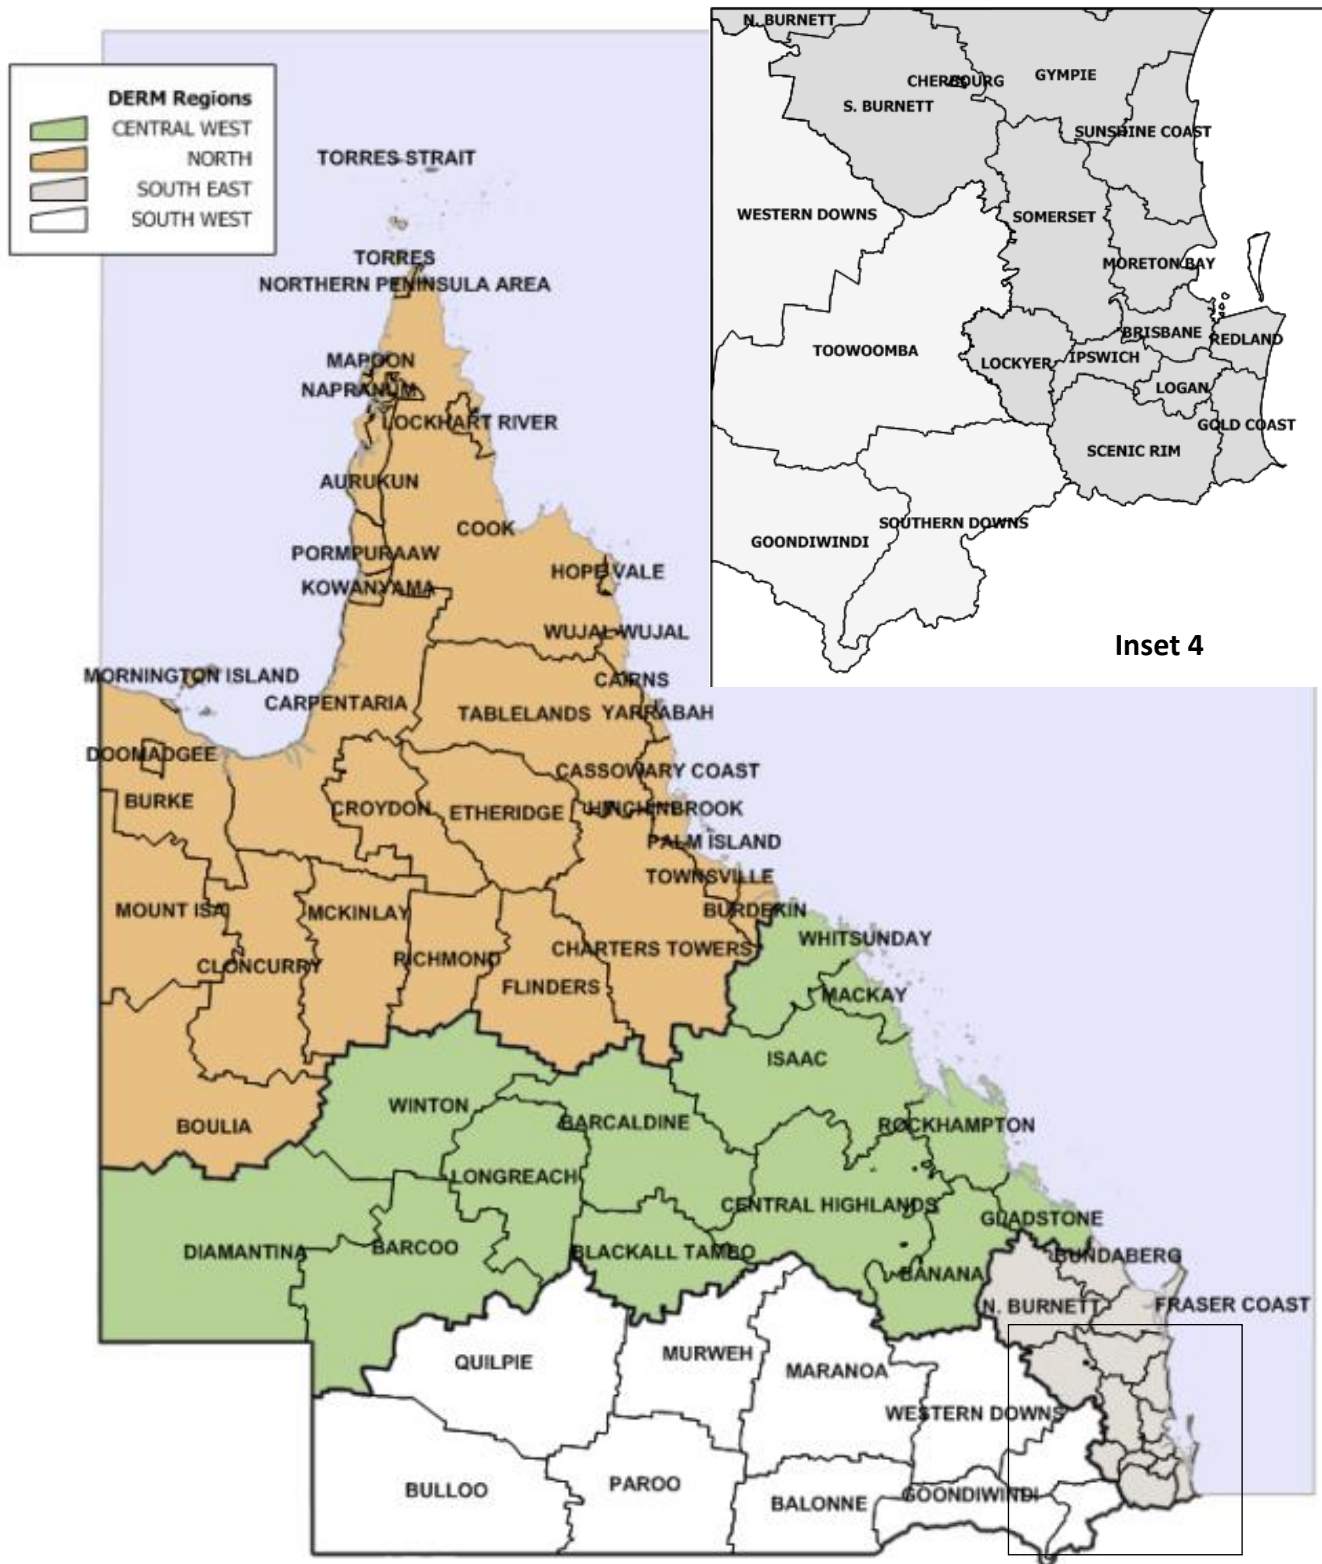 DERM Regions
CENTRAL WEST
NORTH
SOUTH EAST
SOUTH WEST
N. BURNETT
CHERBOURG
GYMPIE
S. BURNETT
SUNSHINE COAST
WESTERN DOWNS
SOMERSET
MORETON BAY
BRISBANE
REDLAND
TOOWOOMBA
LOCKYER
IPSWICH
LOGAN
GOLD COAST
SCENIC RIM
SOUTHERN DOWNS
GOONDIWINDI
Inset 4
TORRES STRAIT
TORRES
NORTHERN PENINSULA AREA
MAPOON
NAPRANUM
LOCKHART RIVER
AURUKUN
COOK
PORMPURAAW
HOPE VALE
KOWANYAMA
WUJAL WUJAL
MORNINGTON ISLAND
CAIRNS
CARPENTARIA
TABLELANDS
YARRABAH
DOOMADGEE
CASSOWARY COAST
BURKE
CROYDON
ETHERIDGE
HINCHINBROOK
PALM ISLAND
TOWNSVILLE
MOUNT ISA
MCKINLAY
BURDEKIN
WHITSUNDAY
CHARTERS TOWERS
RICHMOND
CLONCURRY
FLINDERS
MACKAY
ISAAC
WINTON
BARCALDINE
ROCKHAMPTON
BOULIA
LONGREACH
CENTRAL HIGHLANDS
GLADSTONE
DIAMANTINA
BARCOO
BLACKALL TAMBO
BUNDABERG
BANANA
N. BURNETT
FRASER COAST
QUILPIE
MURWEH
MARANOA
WESTERN DOWNS
BULLOO
PAROO
BALONNE
GOONDIWINDI